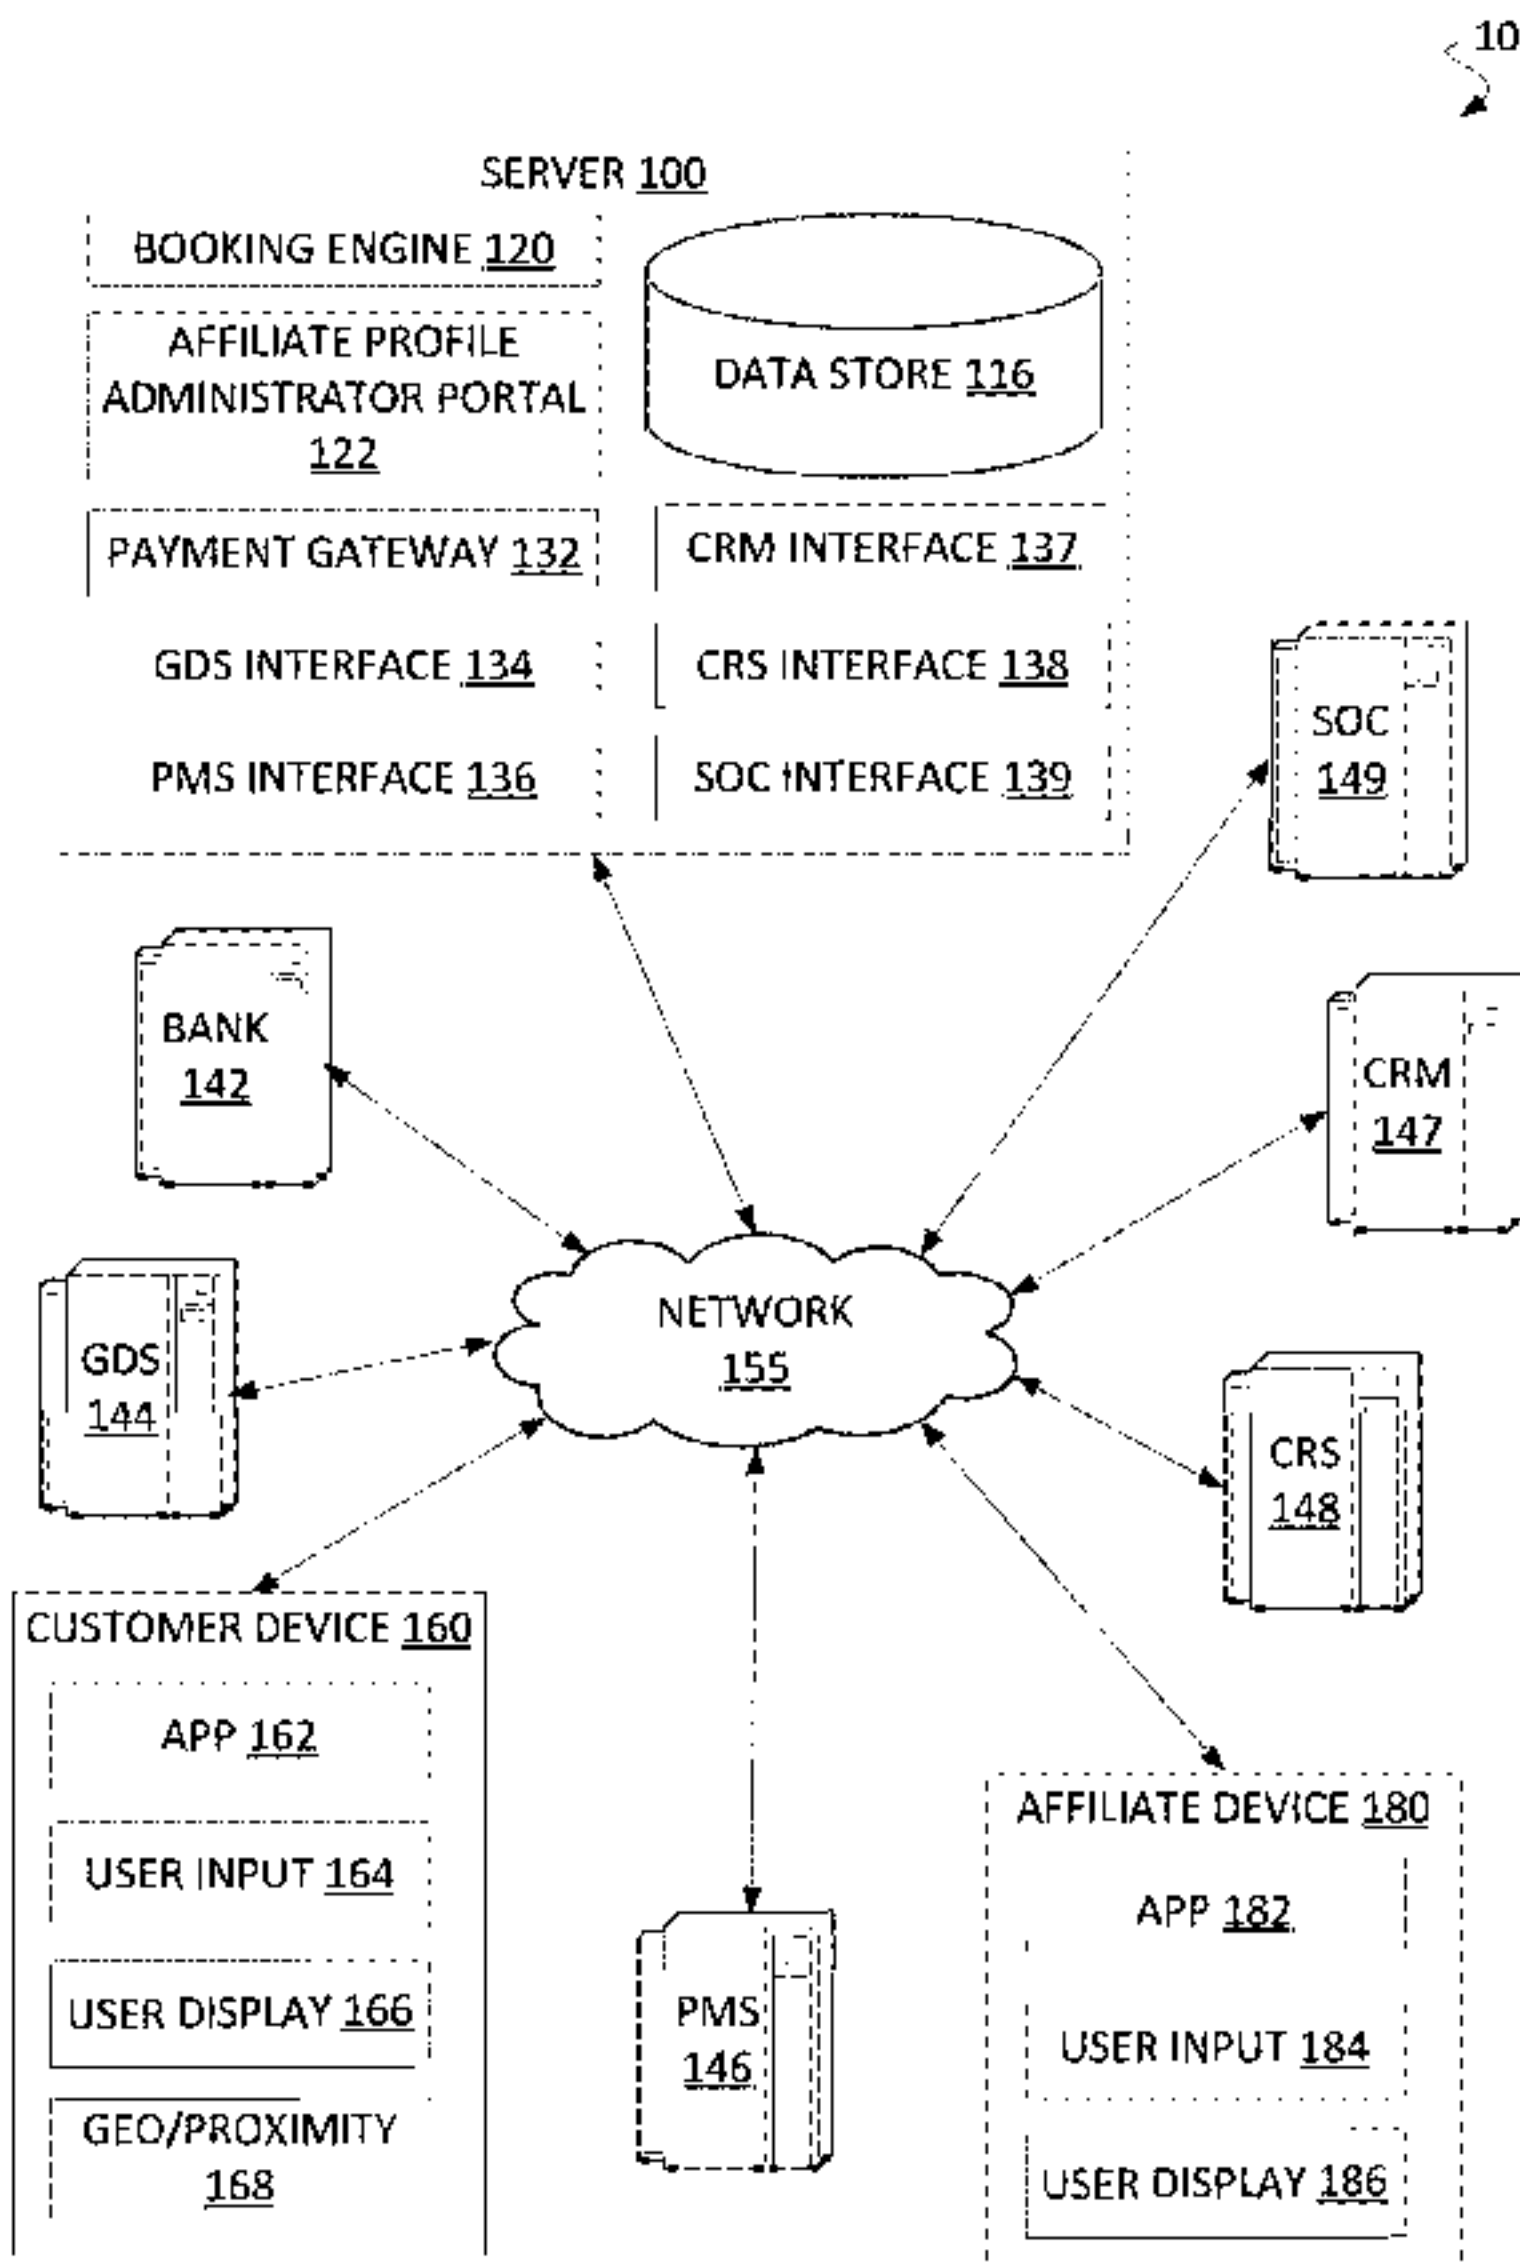 10
SERVER 100
BOOKING ENGINE 120
AFFILIATE PROFILE
ADMINISTRATOR PORTAL
122
DATA STORE 116
PAYMENT GATEWAY 132
CRM INTERFACE 137
GDS INTERFACE 134
CRS INTERFACE 138
PMS INTERFACE 136
SOC INTERFACE 139
SOC
149
BANK
142
CRM
147
NETWORK
155
GDS
144
CRS
148
CUSTOMER DEVICE 160
APP 162
USER INPUT 164
USER DISPLAY 166
GEO/PROXIMITY
168
PMS
146
AFFILIATE DEVICE 180
APP 182
USER INPUT 184
USER DISPLAY 186